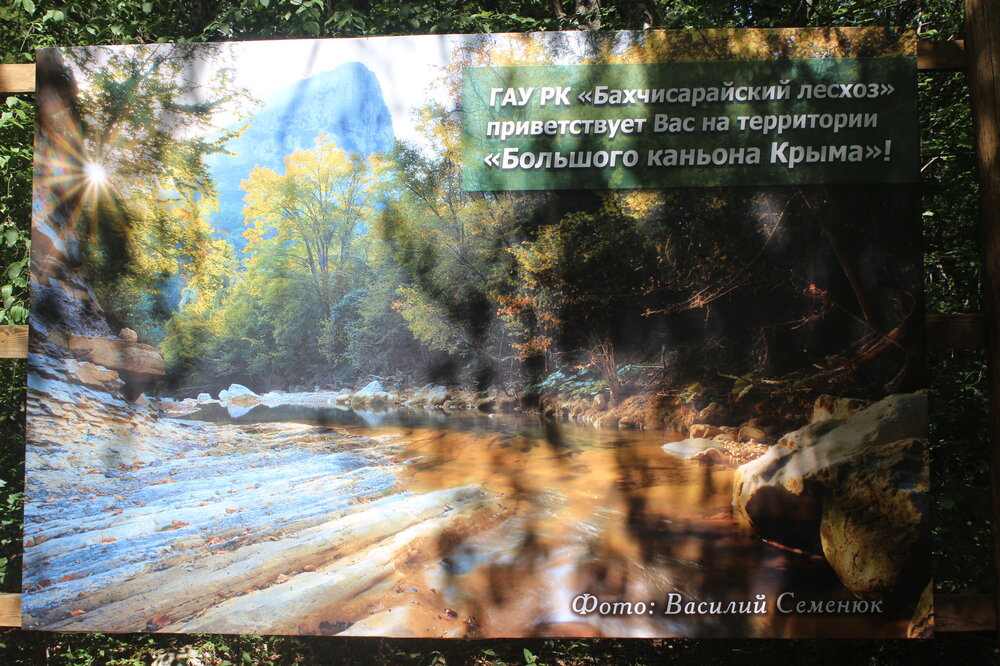 ГАУ РК «Бахчисарайский лесхоз»
приветствует Вас на территории
«Большого каньона Крыма»!
Фото: Василий Семенюк